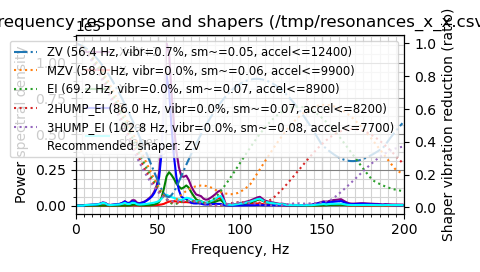 requency response and shapers (/tmp/resonances_x_x.csv
1e5
ZV (56.4 Hz, vibr=0.7%, sm~=0.05, accel<=12400)
MZV (58.0 Hz, vibr=0.0%, sm~=0.06, accel<=9900)
EI (69.2 Hz, vibr=0.0%, sm~=0.07, accel<=8900)
2HUMP_EI (86.0 Hz, vibr=0.0%, sm~=0.07, accel<=8200)
3HUMP_EI (102.8 Hz, vibr=0.0%, sm~=0.08, accel<=7700)
Recommended shaper: ZV
Power spectral density
1.00
0.75
0.50
0.25
0.00
1.0
0.8
0.6
0.4
0.2
0.0
Shaper vibration reduction (ratio)
0 50 100 150 200
Frequency, Hz